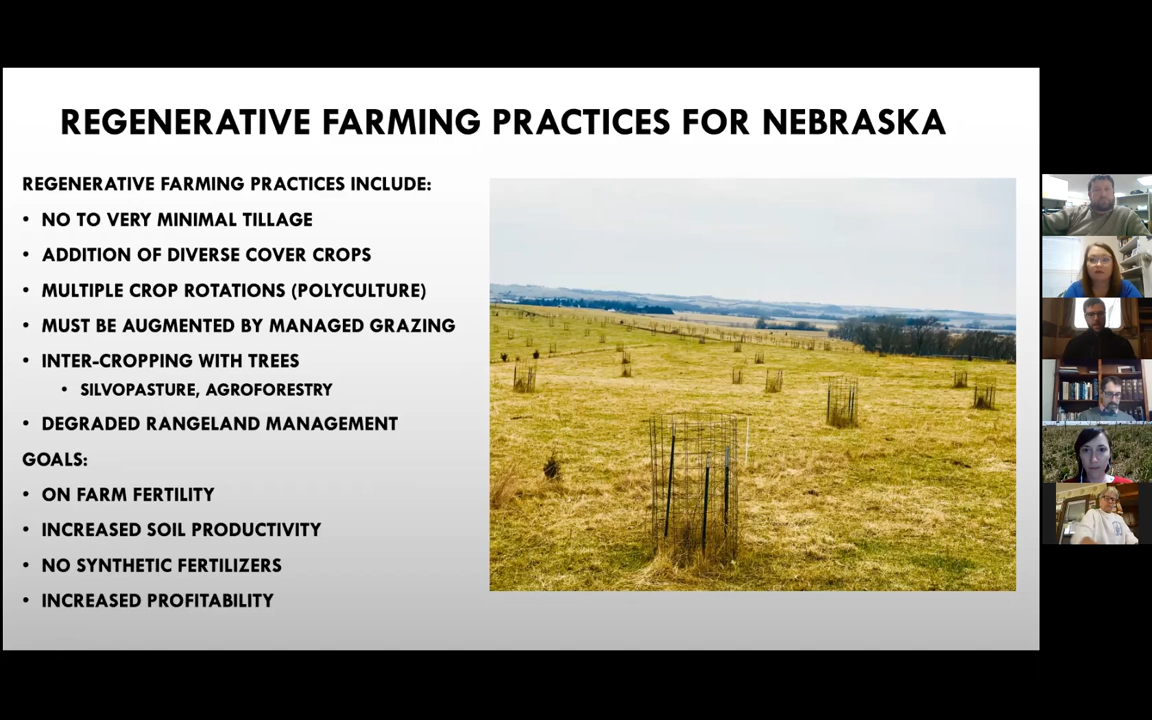 REGENERATIVE FARMING PRACTICES FOR NEBRASKA
REGENERATIVE FARMING PRACTICES INCLUDE:
• NO TO VERY MINIMAL TILLAGE
• ADDITION OF DIVERSE COVER CROPS
• MULTIPLE CROP ROTATIONS (POLYCULTURE)
• MUST BE AUGMENTED BY MANAGED GRAZING
• INTER-CROPPING WITH TREES
• SILVOPASTURE, AGROFORESTRY
• DEGRADED RANGELAND MANAGEMENT
GOALS:
• ON FARM FERTILITY
• INCREASED SOIL PRODUCTIVITY
• NO SYNTHETIC FERTILIZERS
• INCREASED PROFITABILITY